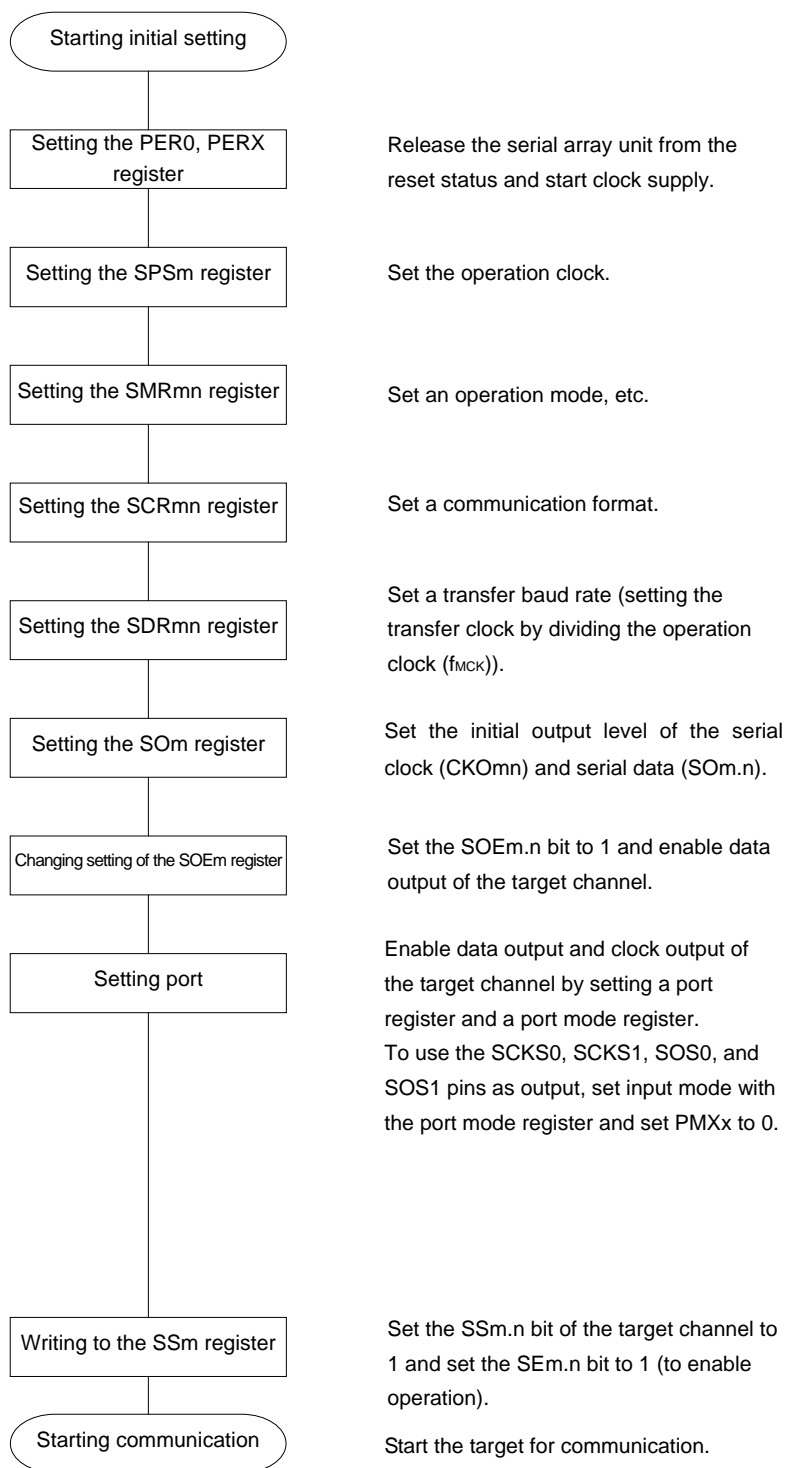 Starting initial setting
Setting the PER0, PERX
register
Release the serial array unit from the
reset status and start clock supply.
Setting the SPSm register
Set the operation clock.
Setting the SMRmn register
Set an operation mode, etc.
Setting the SCRmn register
Set a communication format.
Setting the SDRmn register
Set a transfer baud rate (setting the
transfer clock by dividing the operation
clock (fMCK)).
Setting the SOm register
Set the initial output level of the serial
clock (CKOmn) and serial data (SOm.n).
Changing setting of the SOEm register
Set the SOEm.n bit to 1 and enable data
output of the target channel.
Setting port
Enable data output and clock output of
the target channel by setting a port
register and a port mode register.
To use the SCKS0, SCKS1, SOS0, and
SOS1 pins as output, set input mode with
the port mode register and set PMXx to 0.
Writing to the SSm register
Set the SSm.n bit of the target channel to
1 and set the SEm.n bit to 1 (to enable
operation).
Starting communication
Start the target for communication.